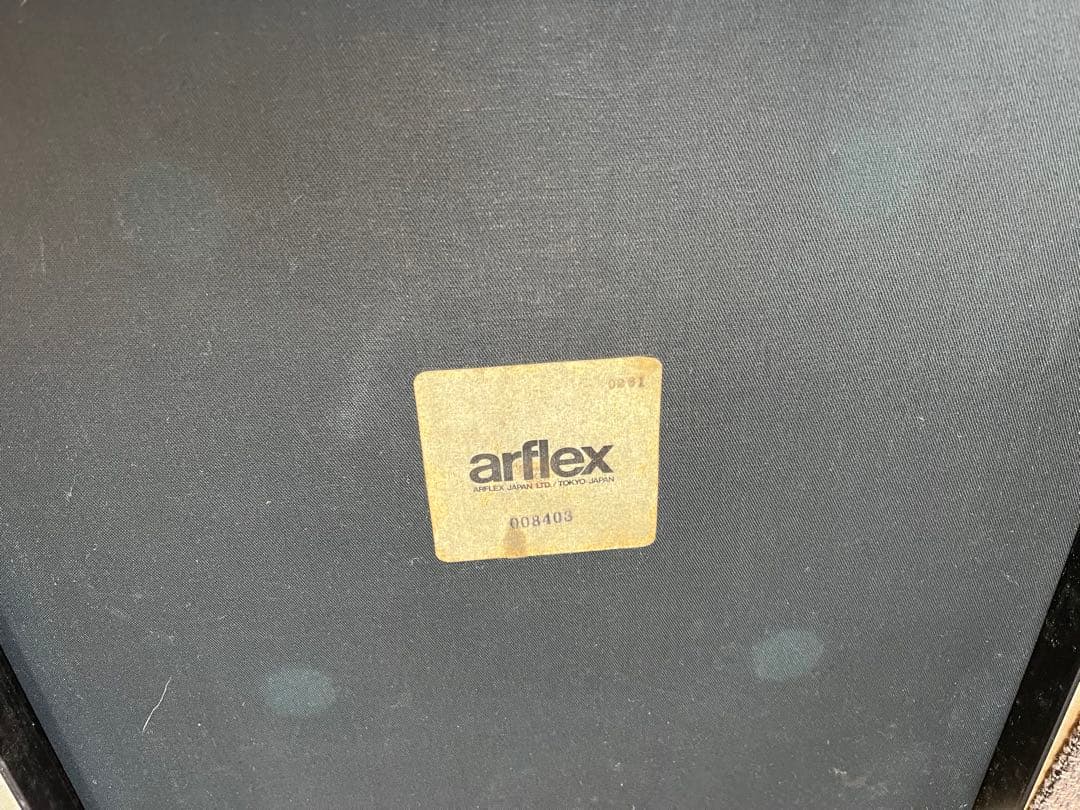 0261
arflex
ARFLEX JAPAN LTD. / TOKYO JAPAN
008403